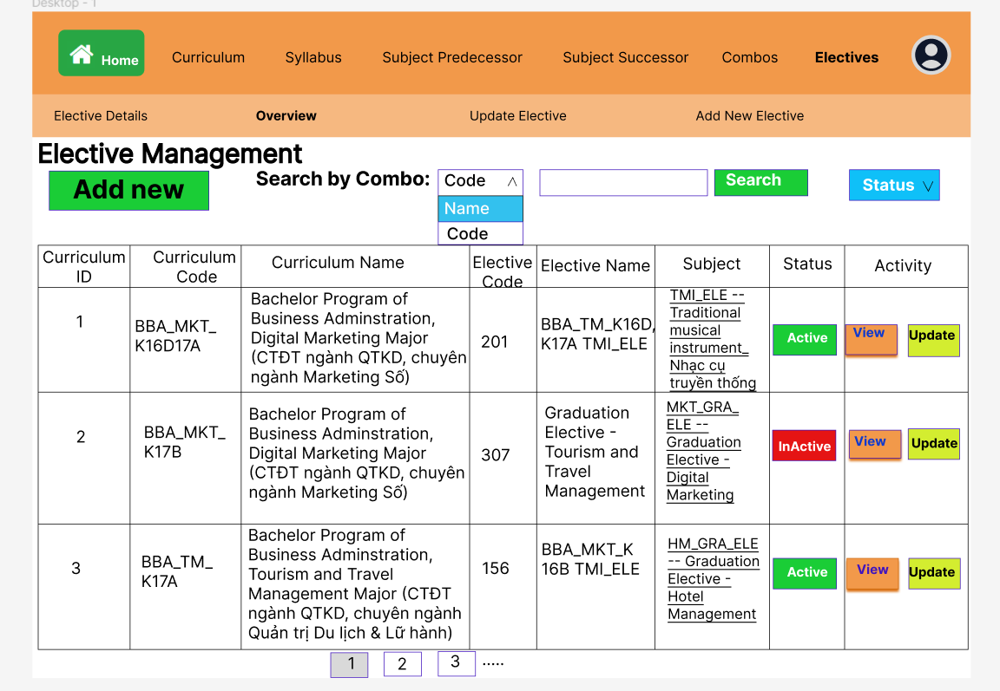 Desktop - 1
Home
Curriculum
Syllabus
Subject Predecessor
Subject Successor
Combos
Electives
Elective Details
Overview
Update Elective
Add New Elective
Elective Management
Add new
Search by Combo:
Code
Search
Status
Name
Code
Curriculum
ID
Curriculum
Code
Curriculum Name
Elective
Code
Elective Name
Subject
Status
Activity
1
BBA_MKT_
K16D17A
Bachelor Program of
Business Adminstration,
Digital Marketing Major
(CTĐT ngành QTKD, chuyên
ngành Marketing Số)
201
BBA_TM_K16D,
K17A TMI_ELE
TMI_ELE --
Traditional
musical
instrument_
Nhạc cụ
truyền thống
Active
View
Update
2
BBA_MKT_
K17B
Bachelor Program of
Business Adminstration,
Digital Marketing Major
(CTĐT ngành QTKD, chuyên
ngành Marketing Số)
307
Graduation
Elective -
Tourism and
Travel
Management
MKT_GRA_
ELE --
Graduation
Elective -
Digital
Marketing
InActive
View
Update
3
BBA_TM_
K17A
Bachelor Program of
Business Adminstration,
Tourism and Travel
Management Major (CTĐT
ngành QTKD, chuyên ngành
Quản trị Du lịch & Lữ hành)
156
BBA_MKT_K
16B TMI_ELE
HM_GRA_ELE
-- Graduation
Elective -
Hotel
Management
Active
View
Update
1
2
3
.....